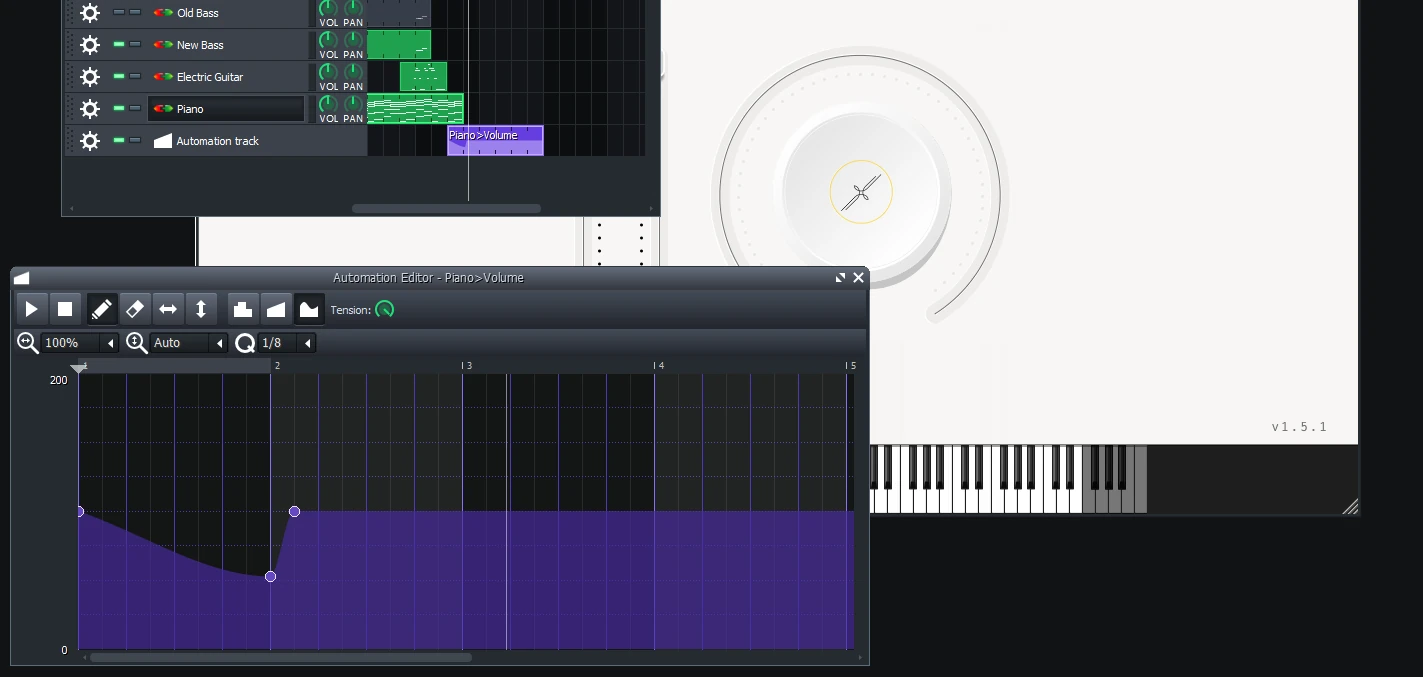 Old Bass
VOL PAN
New Bass
VOL PAN
Electric Guitar
VOL PAN
Piano
VOL PAN
Automation track
Piano>Volume
Automation Editor - Piano>Volume
Tension:
100%
Auto
1/8
1
2
3
4
5
200
0
v1.5.1